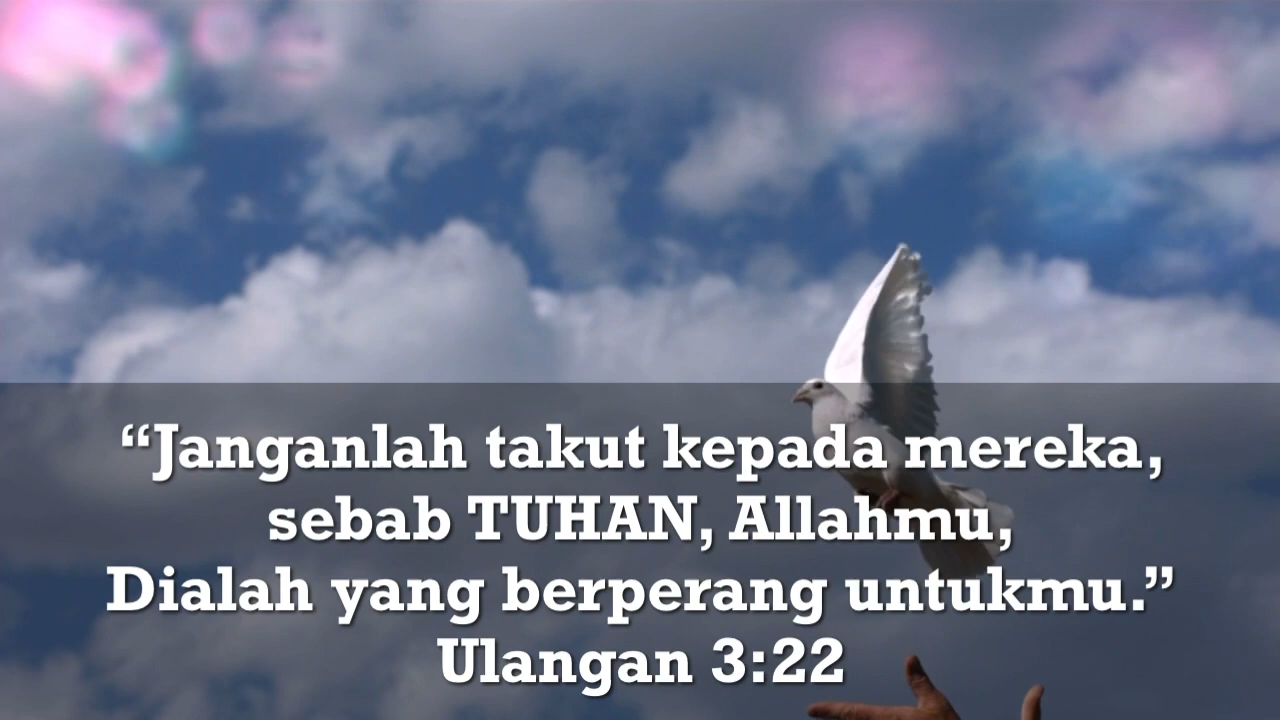 “Janganlah takut kepada mereka,
sebab TUHAN, Allahmu,
Dialah yang berperang untukmu.”
Ulangan 3:22